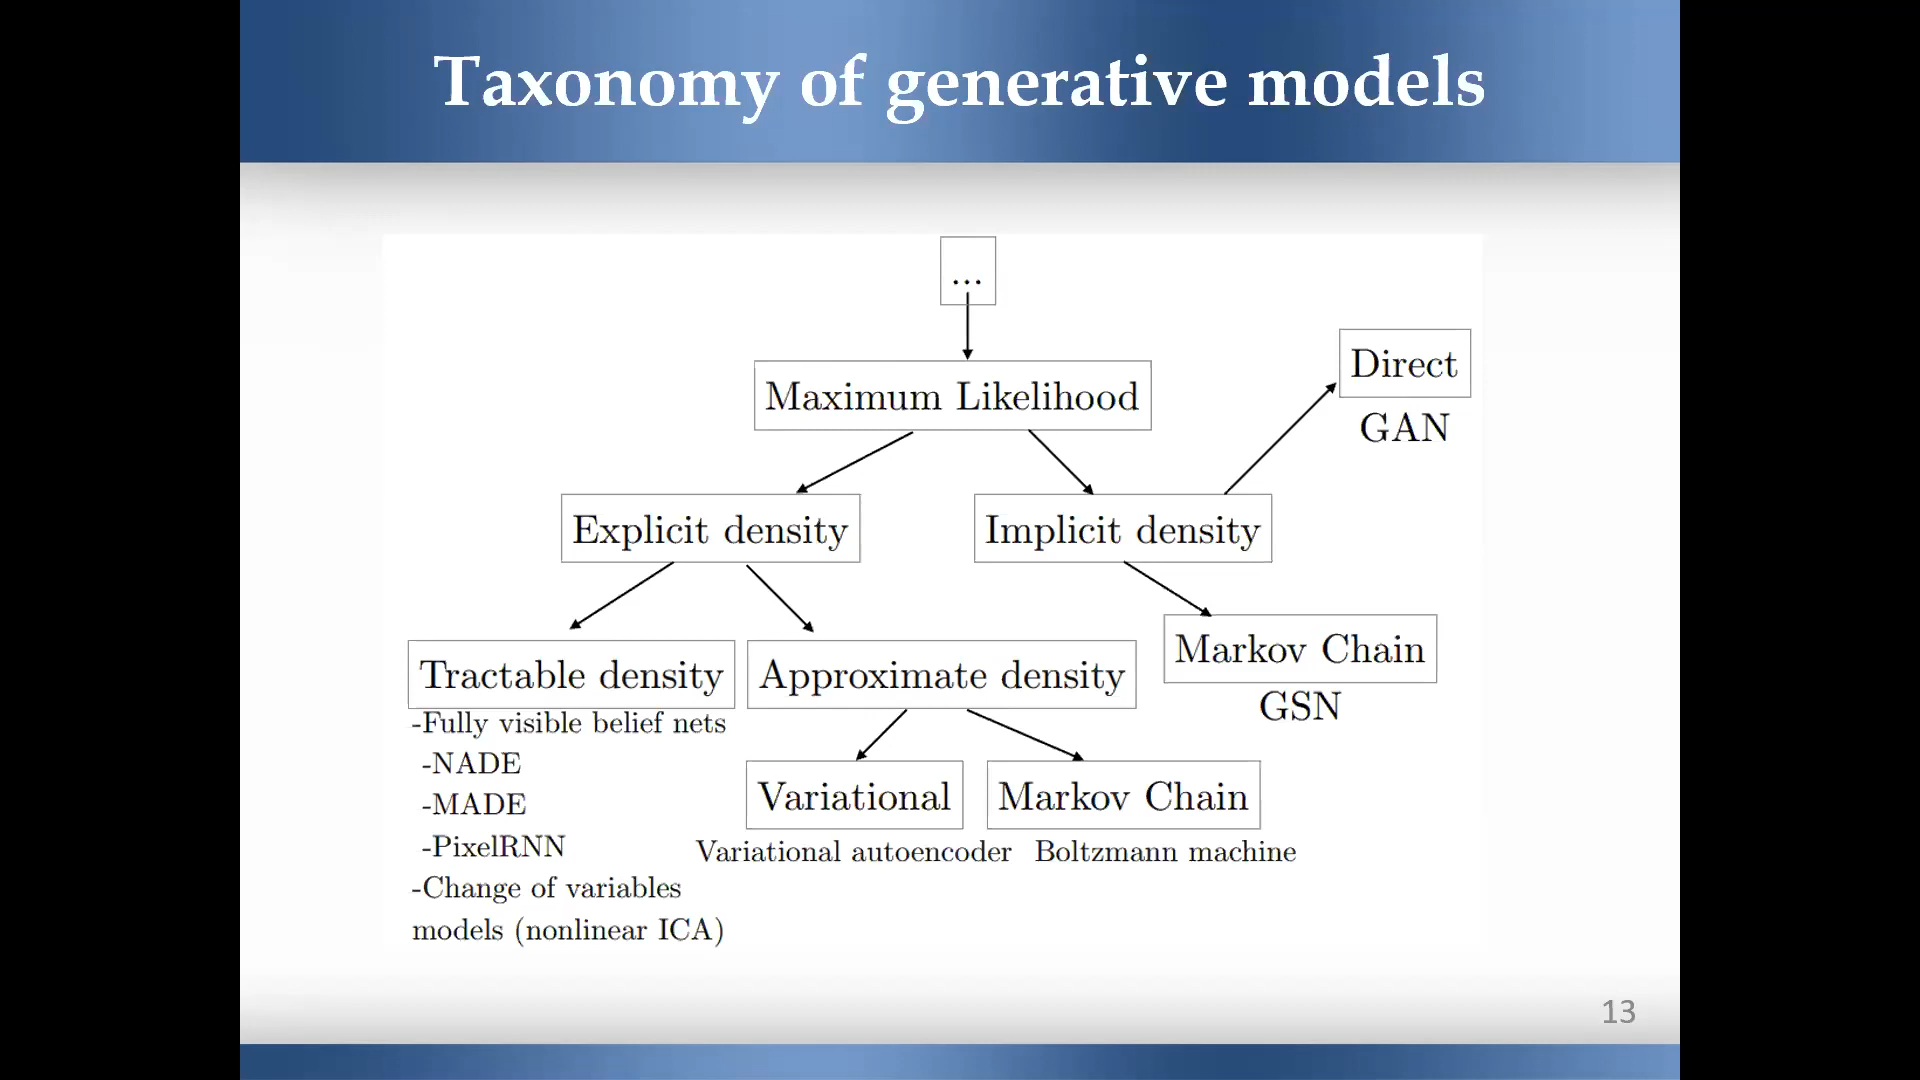 Taxonomy of generative models
...
Maximum Likelihood
Direct
GAN
Explicit density
Implicit density
Tractable density
Approximate density
Markov Chain
GSN
-Fully visible belief nets
-NADE
-MADE
-PixelRNN
-Change of variables
models (nonlinear ICA)
Variational
Markov Chain
Variational autoencoder
Boltzmann machine
13